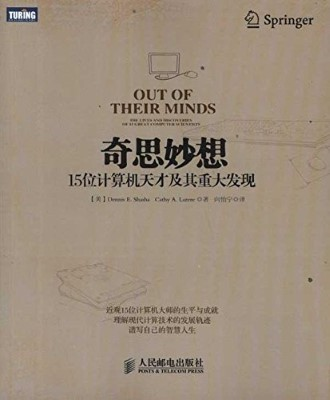 TURING
Springer
OUT OF
THEIR MINDS
THE LIVES AND DISCOVERIES
OF 15 GREAT COMPUTER SCIENTISTS
奇思妙想
15位计算机天才及其重大发现
[美] Dennis E. Shasha Cathy A. Lazere 著 向怡宁 译
近观15位计算机大师的生平与成就
理解现代计算技术的发展轨迹
谱写自己的智慧人生
人民邮电出版社
POSTS & TELECOM PRESS